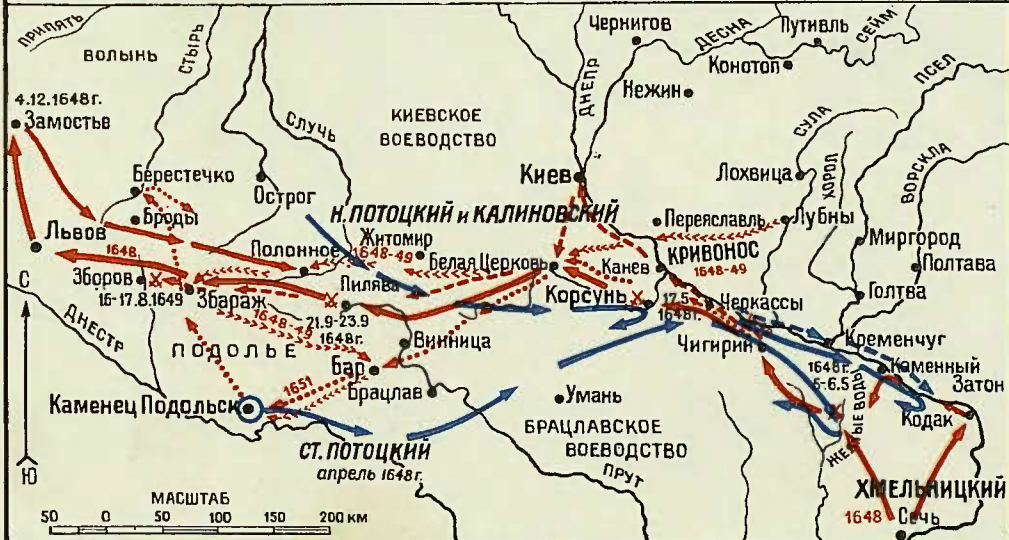 ПРИПЯТЬ
ВОЛЫНЬ
СТЫРЬ
4.12.1648 г.
Замостье
СЛУЧЬ
КИЕВСКОЕ
ВОЕВОДСТВО
ДНЕПР
Чернигов
ДЕСНА
Путивль
СЕЙМ
Конотоп
Нежин
ПСЕЛ
СУЛА
ХОРОЛ
ВОРСКЛА
Берестечко
Острог
Броды
Киев
Лохвица
Н. ПОТОЦКИЙ и КАЛИНОВСКИЙ
Переяславль
Лубны
КРИВОНОС
1648-49
Миргород
Полтава
Голтва
Львов
1648
Полонное
Житомир
1648-49
Белая Церковь
Канев
Зборов
16-17.8.1649
Збараж
Пилява
21.9-23.9
1648г.
Корсунь
17.5
1648г.
Черкассы
Чигирин
Кременчуг
1648г.
5-6.5
Каменный
Затон
Кодак
С
ДНЕСТР
1648-49
ПОДОЛЬЕ
Винница
Бар
1651
Брацлав
Умань
Каменец Подольск
БРАЦЛАВСКОЕ
ВОЕВОДСТВО
ЖЕЛТЫЕ ВОДЫ
СТ. ПОТОЦКИЙ
апрель 1648г.
ПРУТ
ХМЕЛЬНИЦКИЙ
1648
Сечь
Ю
МАСШТАБ
50 0 50 100 150 200 км